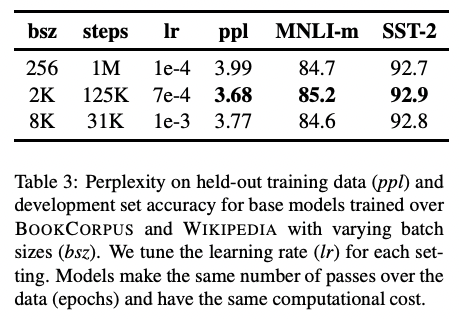 bsz steps lr ppl MNLI-m SST-2
256 1M 1e-4 3.99 84.7 92.7
2K 125K 7e-4 3.68 85.2 92.9
8K 31K 1e-3 3.77 84.6 92.8
Table 3: Perplexity on held-out training data (ppl) and
development set accuracy for base models trained over
BOOKCORPUS and WIKIPEDIA with varying batch
sizes (bsz). We tune the learning rate (lr) for each set-
ting. Models make the same number of passes over the
data (epochs) and have the same computational cost.